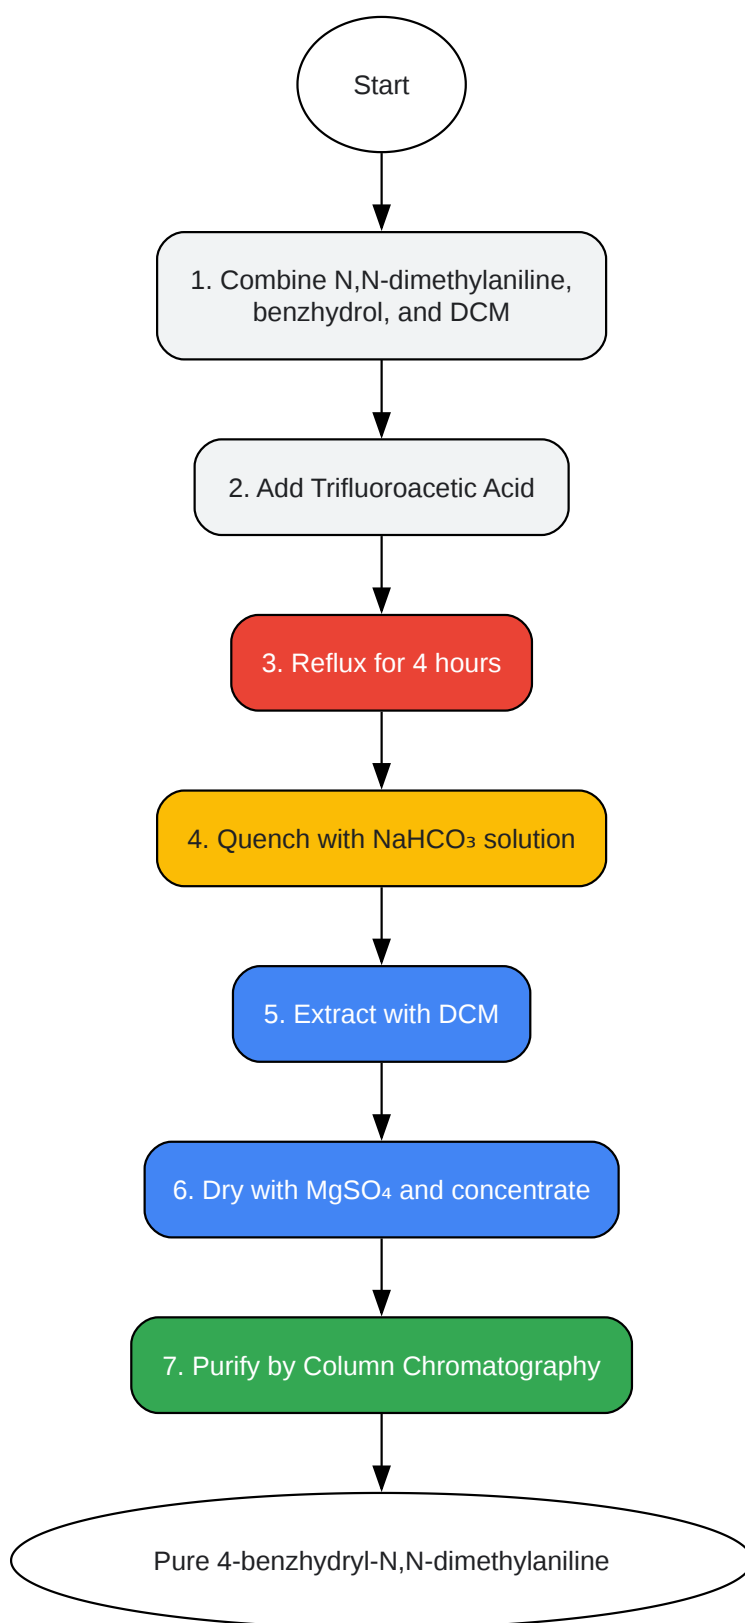 Start
1. Combine N,N-dimethylaniline,
benzhydrol, and DCM
2. Add Trifluoroacetic Acid
3. Reflux for 4 hours
4. Quench with NaHCO₃ solution
5. Extract with DCM
6. Dry with MgSO₄ and concentrate
7. Purify by Column Chromatography
Pure 4-benzhydryl-N,N-dimethylaniline